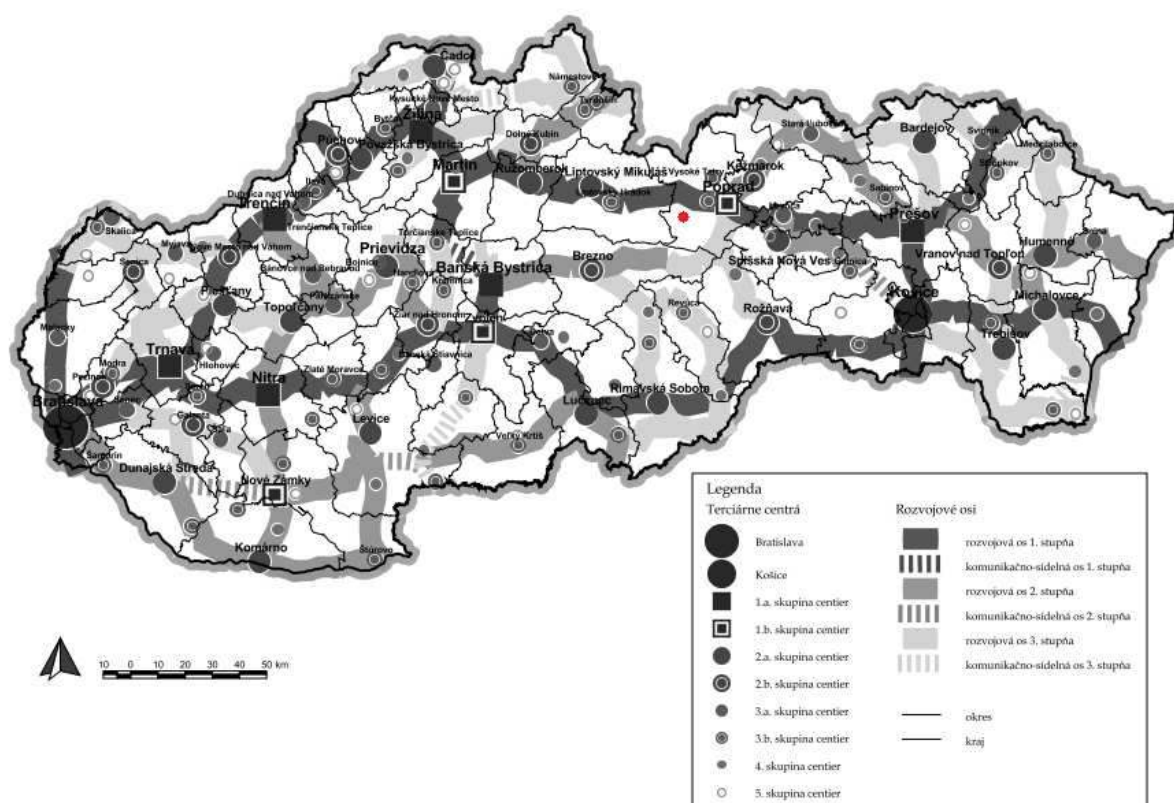 Čadca
Námestovo
Tvrdošín
Kysucké Nové Mesto
Žilina
Bytča
Púchov
Považská Bystrica
Dolný Kubín
Stará Ľubovňa
Bardejov
Svidník
Stropkov
Medzilaborce
Martin
Ružomberok
Liptovský Mikuláš
Vysoké Tatry
Kežmarok
Ilava
Dubnica nad Váhom
Liptovský Hrádok
Poprad
Sabinov
Trenčín
Trenčianske Teplice
Levoča
Prešov
Skalica
Turčianske Teplice
Myjava
Nové Mesto nad Váhom
Prievidza
Humenné
Snina
Senica
Bánovce nad Bebravou
Bojnice
Handlová
Banská Bystrica
Brezno
Spišská Nová Ves
Gelnica
Vranov nad Topľou
Kremnica
Piešťany
Partizánske
Topoľčany
Košice
Michalovce
Malacky
Žiar nad Hronom
Zvolen
Revúca
Rožňava
Detva
Trebišov
Trnava
Hlohovec
Banská Štiavnica
Modra
Pezinok
Zlaté Moravce
Nitra
Rimavská Sobota
Bratislava
Senec
Sereď
Lučenec
Galanta
Levice
Šaľa
Veľký Krtíš
Šamorín
Dunajská Streda
Nové Zámky
Komárno
Štúrovo
10 0 10 20 30 40 50 km
Legenda
Terciárne centrá
Bratislava
Košice
1.a. skupina centier
1.b. skupina centier
2.a. skupina centier
2.b. skupina centier
3.a. skupina centier
3.b. skupina centier
4. skupina centier
5. skupina centier
Rozvojové osi
rozvojová os 1. stupňa
komunikačno-sídelná os 1. stupňa
rozvojová os 2. stupňa
komunikačno-sídelná os 2. stupňa
rozvojová os 3. stupňa
komunikačno-sídelná os 3. stupňa
okres
kraj